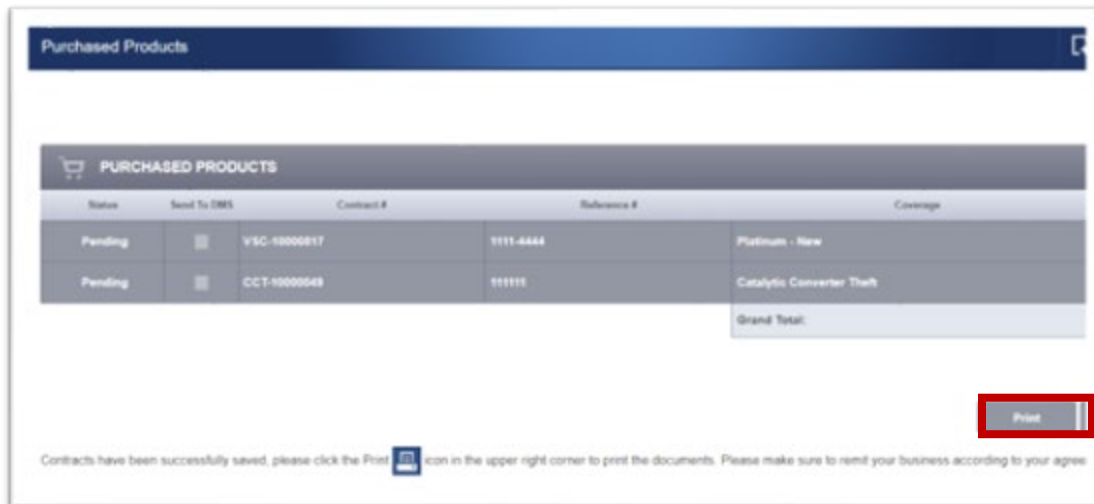 Purchased Products
PURCHASED PRODUCTS
Status Send To DMS Contract # Reference # Coverage
Pending VSC-10000817 1111-4444 Platinum - New
Pending CCT-10000049 111111 Catalytic Converter Theft
Grand Total:
Print
Contracts have been successfully saved, please click the Print icon in the upper right corner to print the documents. Please make sure to remit your business according to your agree